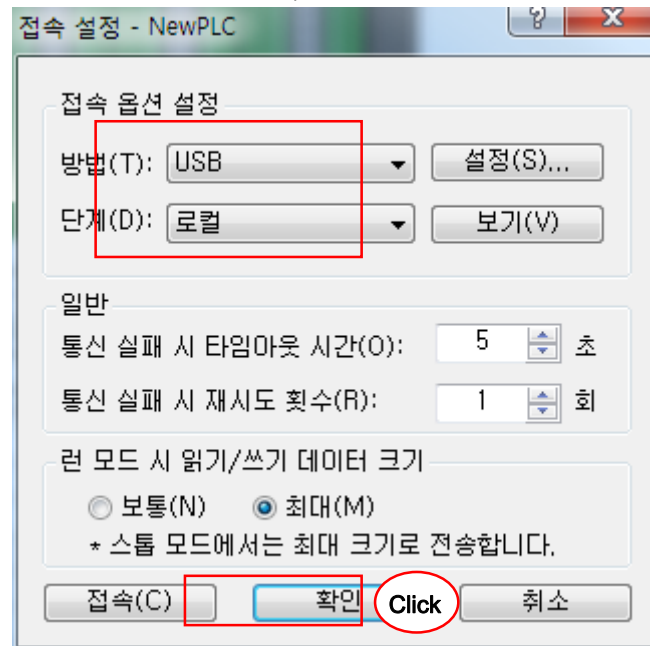 접속 설정 - NewPLC
접속 옵션 설정
방법(T): USB 설정(S)...
단계(D): 로컬 보기(V)
일반
통신 실패 시 타임아웃 시간(O): 5 초
통신 실패 시 재시도 횟수(R): 1 회
런 모드 시 읽기/쓰기 데이터 크기
보통(N) 최대(M)
* 스톱 모드에서는 최대 크기로 전송합니다.
접속(C) 확인 Click 취소